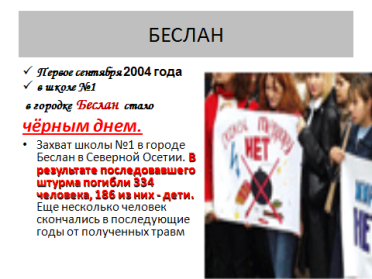 БЕСЛАН
Первое сентября 2004 года
в школе №1
в городке Беслан стало
чёрным днем.
Захват школы №1 в городе
Беслан в Северной Осетии. В
результате последовавшего
штурма погибли 334
человека, 186 из них - дети.
Еще несколько человек
скончались в последующие
годы от полученных травм
НЕТ
НЕ